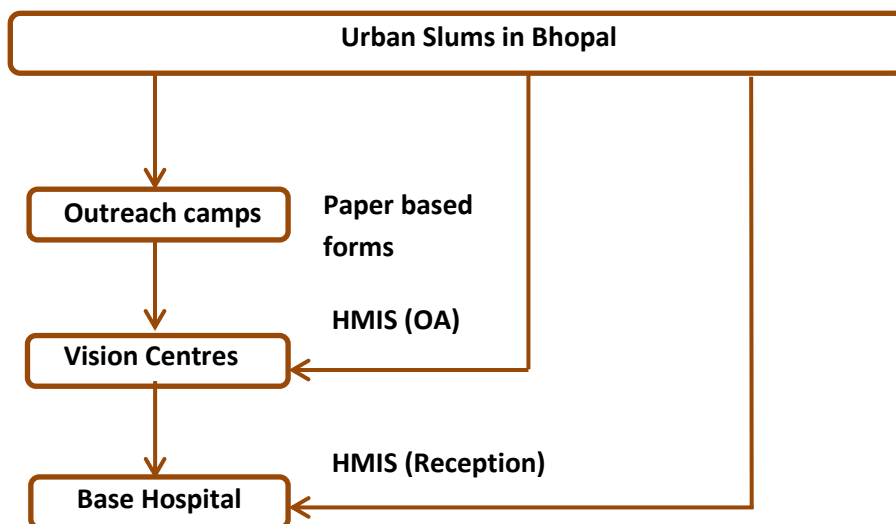 Urban Slums in Bhopal
Outreach camps
Paper based
forms
HMIS (OA)
Vision Centres
HMIS (Reception)
Base Hospital